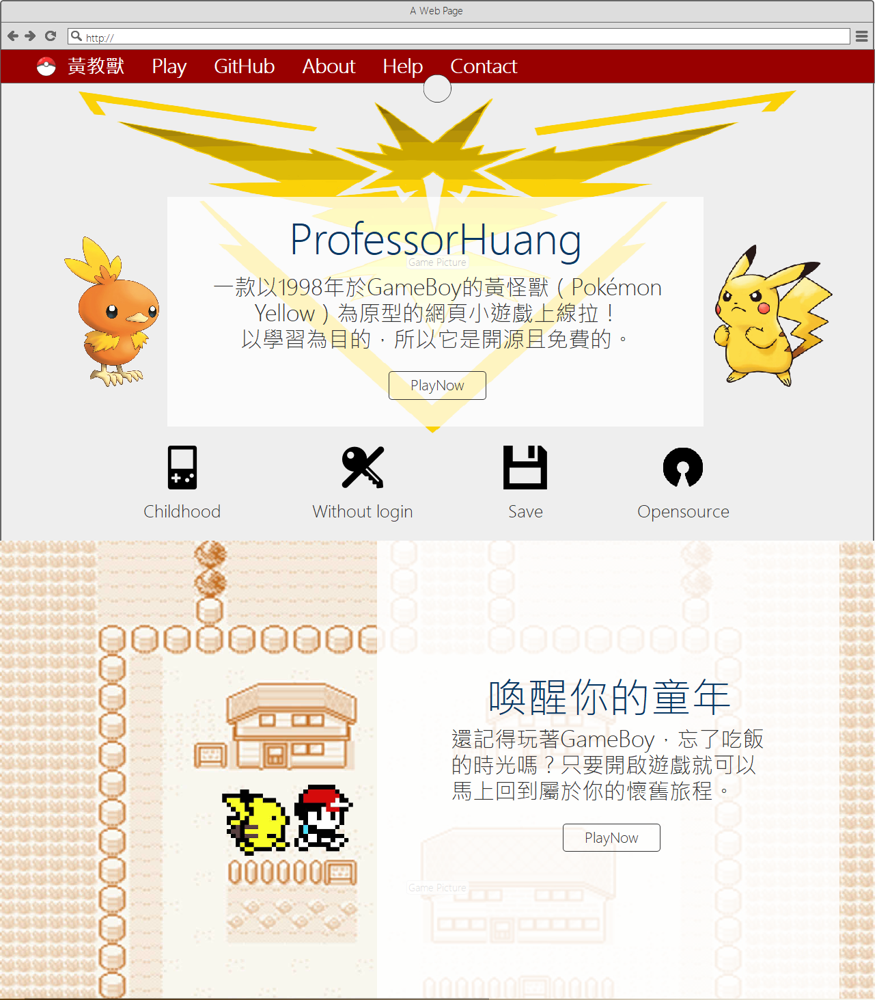 A Web Page
http://
黃教獸 Play GitHub About Help Contact
ProfessorHuang
Game Picture
一款以1998年於GameBoy的黃怪獸（Pokémon
Yellow）為原型的網頁小遊戲上線拉！
以學習為目的，所以它是開源且免費的。
PlayNow
Childhood Without login Save Opensource
喚醒你的童年
還記得玩著GameBoy，忘了吃飯
的時光嗎？只要開啟遊戲就可以
馬上回到屬於你的懷舊旅程。
PlayNow
Game Picture